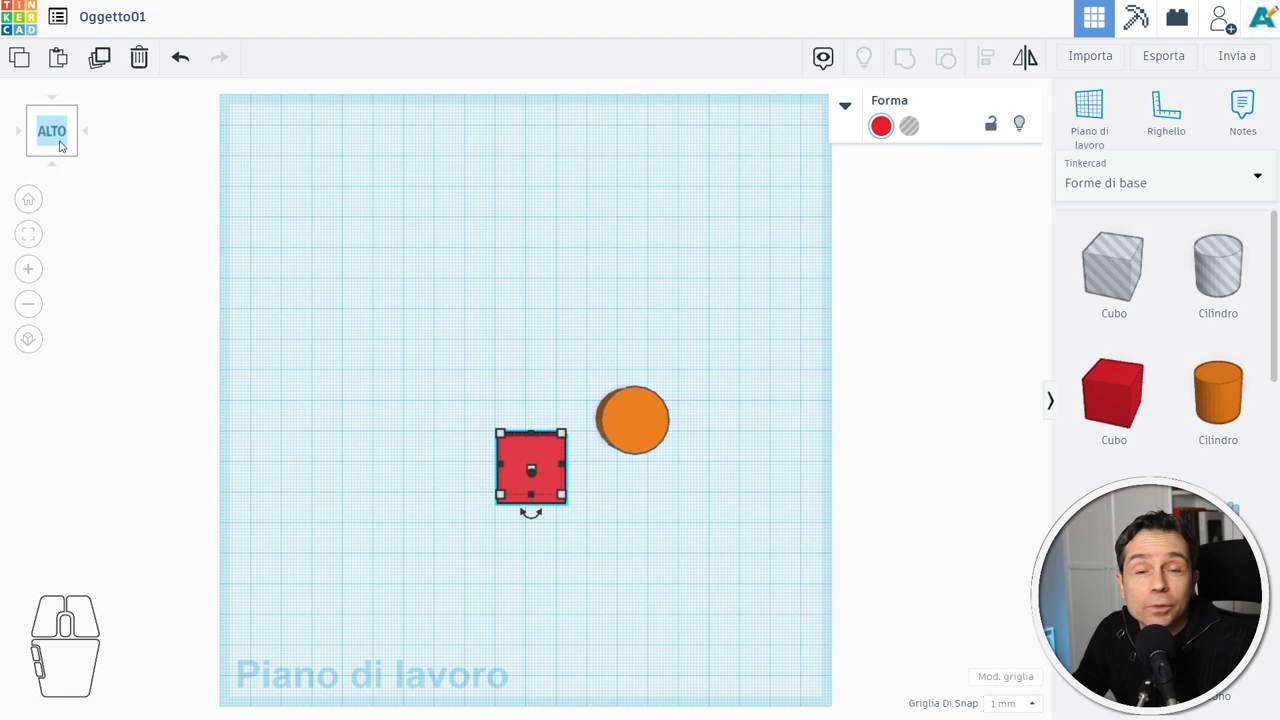 TIN
KER
CAD
Oggetto01
Importa
Esporta
Invia a
ALTO
Forma
Piano di
lavoro
Righello
Notes
Tinkercad
Forme di base
Cubo
Cilindro
Cubo
Cilindro
Piano di lavoro
Mod. griglia
Griglia Di Snap
1 mm